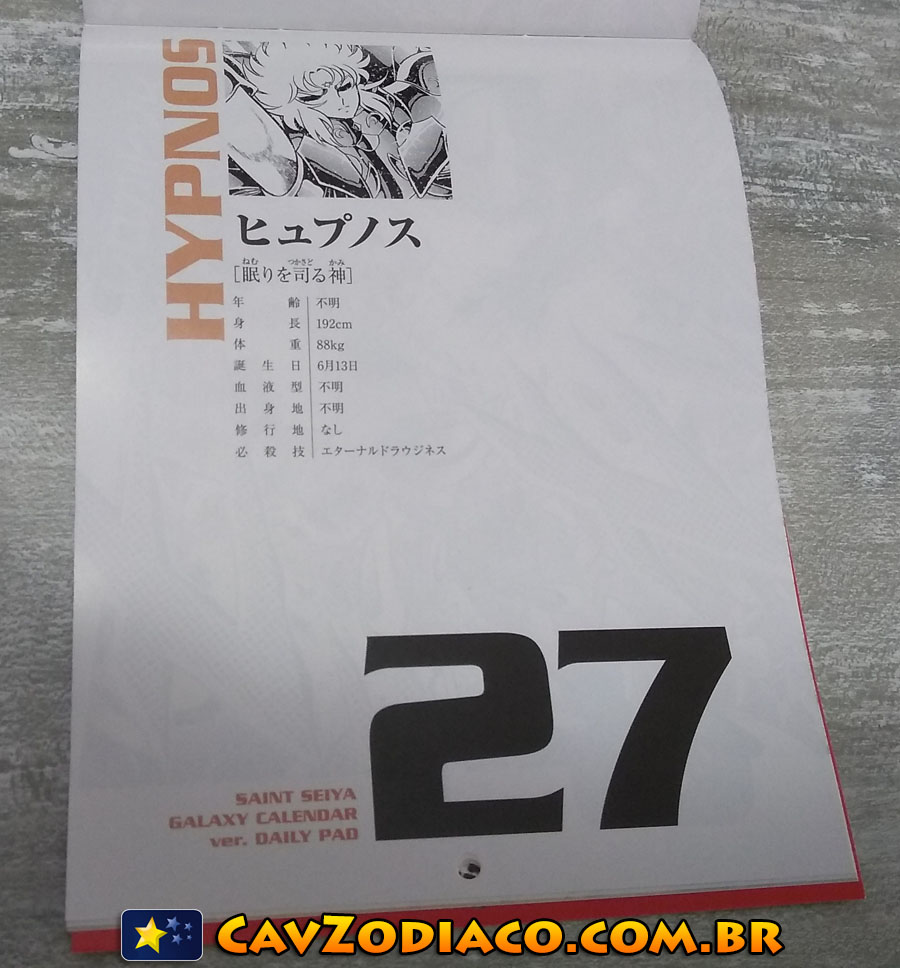 HYPNOS
ヒュプノス
ねむ つかさど かみ
[眠りを司る神]
年齢 不明
身長 192cm
体重 88kg
誕生日 6月13日
血液型 不明
出身地 不明
修行地 なし
必殺技 エターナルドラウジネス
27
SAINT SEIYA
GALAXY CALENDAR
ver. DAILY PAD
CAVZODIACO.COM.BR